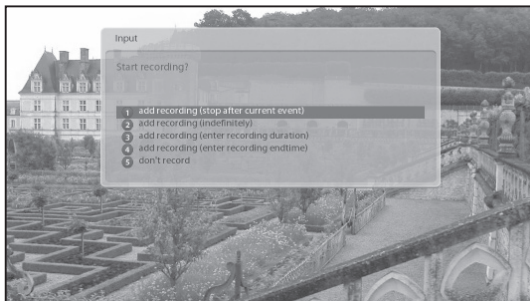 Input
Start recording?
1 add recording (stop after current event)
2 add recording (indefinitely)
3 add recording (enter recording duration)
4 add recording (enter recording endtime)
5 don't record